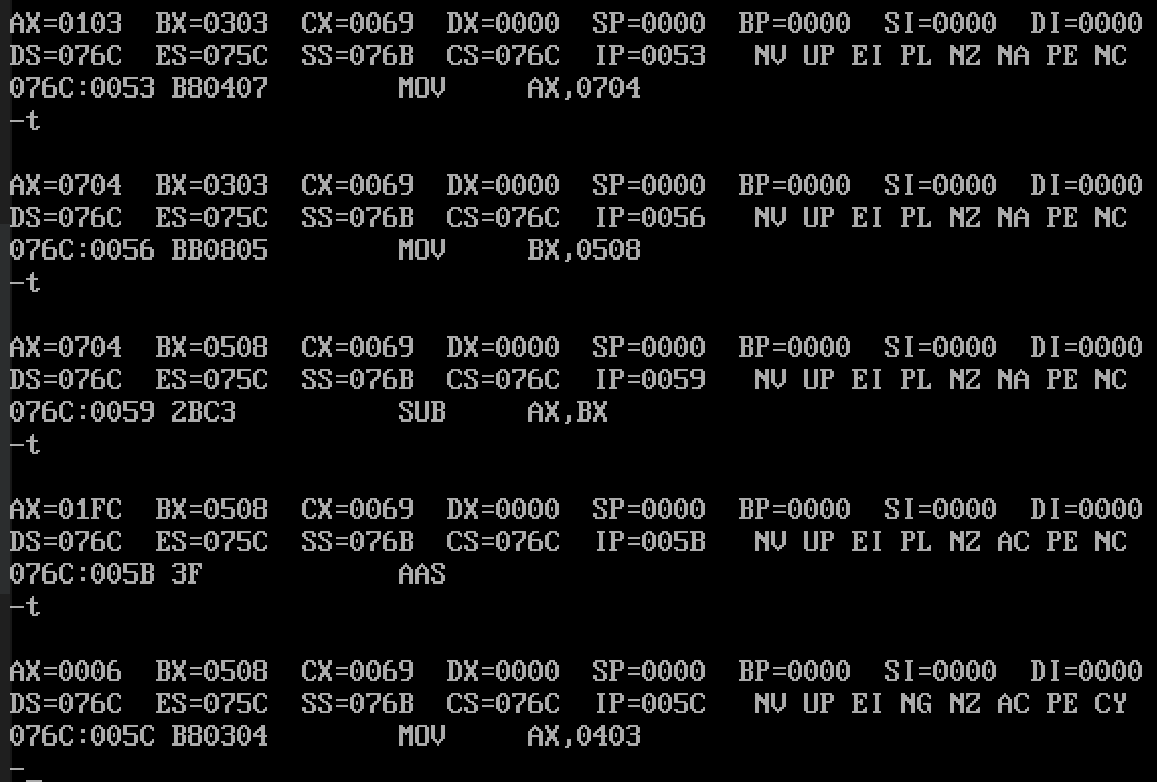 AX=0103  BX=0303  CX=0069  DX=0000  SP=0000  BP=0000  SI=0000  DI=0000
DS=076C  ES=075C  SS=076B  CS=076C  IP=0053   NV UP EI PL NZ NA PE NC
076C:0053 B80407        MOV     AX,0704
-t
AX=0704  BX=0303  CX=0069  DX=0000  SP=0000  BP=0000  SI=0000  DI=0000
DS=076C  ES=075C  SS=076B  CS=076C  IP=0056   NV UP EI PL NZ NA PE NC
076C:0056 BB0805        MOV     BX,0508
-t
AX=0704  BX=0508  CX=0069  DX=0000  SP=0000  BP=0000  SI=0000  DI=0000
DS=076C  ES=075C  SS=076B  CS=076C  IP=0059   NV UP EI PL NZ NA PE NC
076C:0059 2BC3          SUB     AX,BX
-t
AX=01FC  BX=0508  CX=0069  DX=0000  SP=0000  BP=0000  SI=0000  DI=0000
DS=076C  ES=075C  SS=076B  CS=076C  IP=005B   NV UP EI PL NZ AC PE NC
076C:005B 3F            AAS
-t
AX=0006  BX=0508  CX=0069  DX=0000  SP=0000  BP=0000  SI=0000  DI=0000
DS=076C  ES=075C  SS=076B  CS=076C  IP=005C   NV UP EI NG NZ AC PE CY
076C:005C B80304        MOV     AX,0403
-_